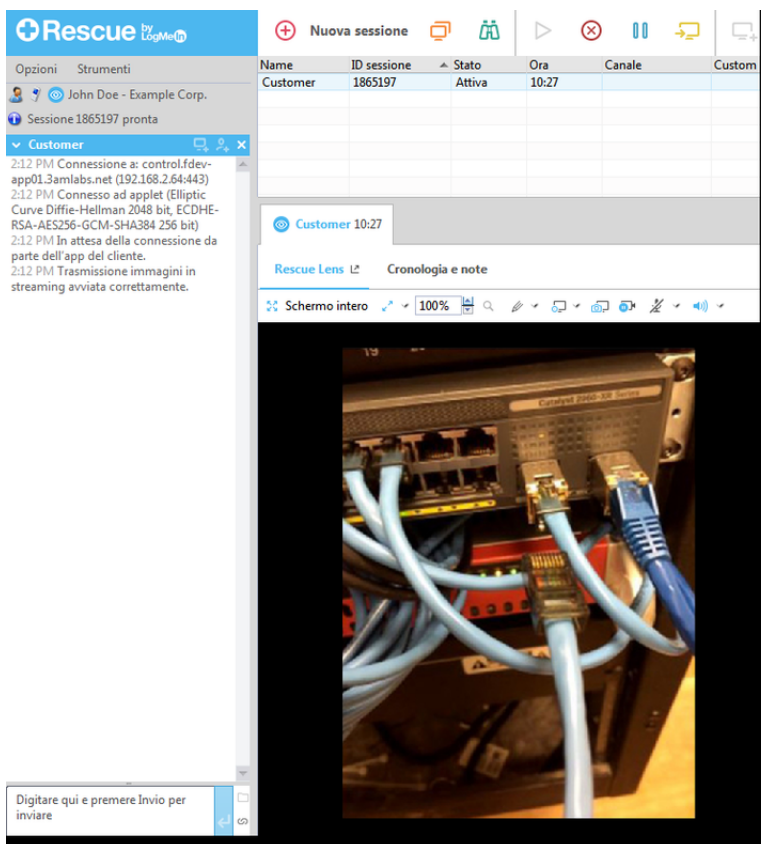 Rescue by LogMeIn
Nuova sessione
Opzioni Strumenti
John Doe - Example Corp.
Sessione 1865197 pronta
Customer
2:12 PM Connessione a: control.fdev-
app01.3amlabs.net (192.168.2.64:443)
2:12 PM Connesso ad applet (Elliptic
Curve Diffie-Hellman 2048 bit, ECDHE-
RSA-AES256-GCM-SHA384 256 bit)
2:12 PM In attesa della connessione da
parte dell'app del cliente.
2:12 PM Trasmissione immagini in
streaming avviata correttamente.
Digitare qui e premere Invio per
inviare
Name ID sessione Stato Ora Canale Custom
Customer 1865197 Attiva 10:27
Customer 10:27
Rescue Lens Cronologia e note
Schermo intero 100%
19
Catalyst 2960-XR Series